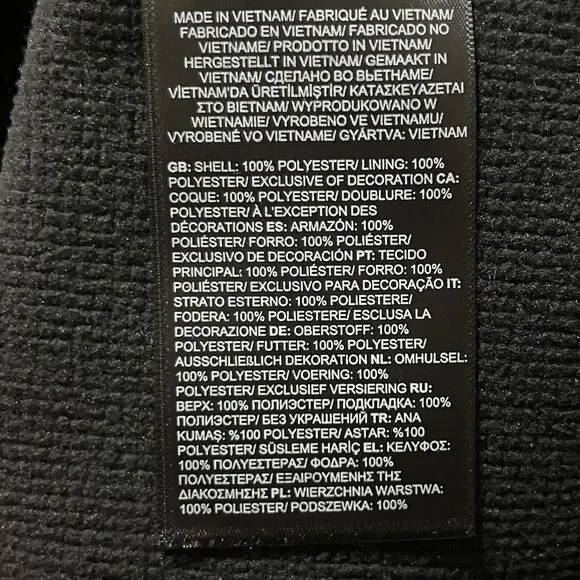 MADE IN VIETNAM/ FABRIQUÉ AU VIETNAM/
FABRICADO EN VIETNAM/ FABRICADO NO
VIETNAME/ PRODOTTO IN VIETNAM/
HERGESTELLT IN VIETNAM/ GEMAAKT IN
VIETNAM/ СДЕЛАНО ВО ВЬЕТНАМЕ/
VİETNAM'DA ÜRETİLMİŞTİR/ ΚΑΤΑΣΚΕΥΑΖΕΤΑΙ
ΣΤΟ ΒΙΕΤΝΑΜ/ WYPRODUKOWANO W
WIETNAMIE/ VYROBENO VE VIETNAMU/
VYROBENÉ VO VIETNAME/ GYÁRTVA: VIETNAM
GB: SHELL: 100% POLYESTER/ LINING: 100%
POLYESTER/ EXCLUSIVE OF DECORATION CA:
COQUE: 100% POLYESTER/ DOUBLURE: 100%
POLYESTER/ À L'EXCEPTION DES
DÉCORATIONS ES: ARMAZÓN: 100%
POLIÉSTER/ FORRO: 100% POLIÉSTER/
EXCLUSIVO DE DECORACIÓN PT: TECIDO
PRINCIPAL: 100% POLIÉSTER/ FORRO: 100%
POLIÉSTER/ EXCLUSIVO PARA DECORAÇÃO IT:
STRATO ESTERNO: 100% POLIESTERE/
FODERA: 100% POLIESTERE/ ESCLUSA LA
DECORAZIONE DE: OBERSTOFF: 100%
POLYESTER/ FUTTER: 100% POLYESTER/
AUSSCHLIEßLICH DEKORATION NL: OMHULSEL:
100% POLYESTER/ VOERING: 100%
POLYESTER/ EXCLUSIEF VERSIERING RU:
ВЕРХ: 100% ПОЛИЭСТЕР/ ПОДКЛАДКА: 100%
ПОЛИЭСТЕР/ БЕЗ УКРАШЕНИЙ TR: ANA
KUMAŞ: %100 POLYESTER/ ASTAR: %100
POLYESTER/ SÜSLEME HARİÇ EL: ΚΕΛΥΦΟΣ:
100% ΠΟΛΥΕΣΤΕΡΑΣ/ ΦΟΔΡΑ: 100%
ΠΟΛΥΕΣΤΕΡΑΣ/ ΕΞΑΙΡΟΥΜΕΝΗΣ ΤΗΣ
ΔΙΑΚΟΣΜΗΣΗΣ PL: WIERZCHNIA WARSTWA:
100% POLIESTER/ PODSZEWKA: 100%